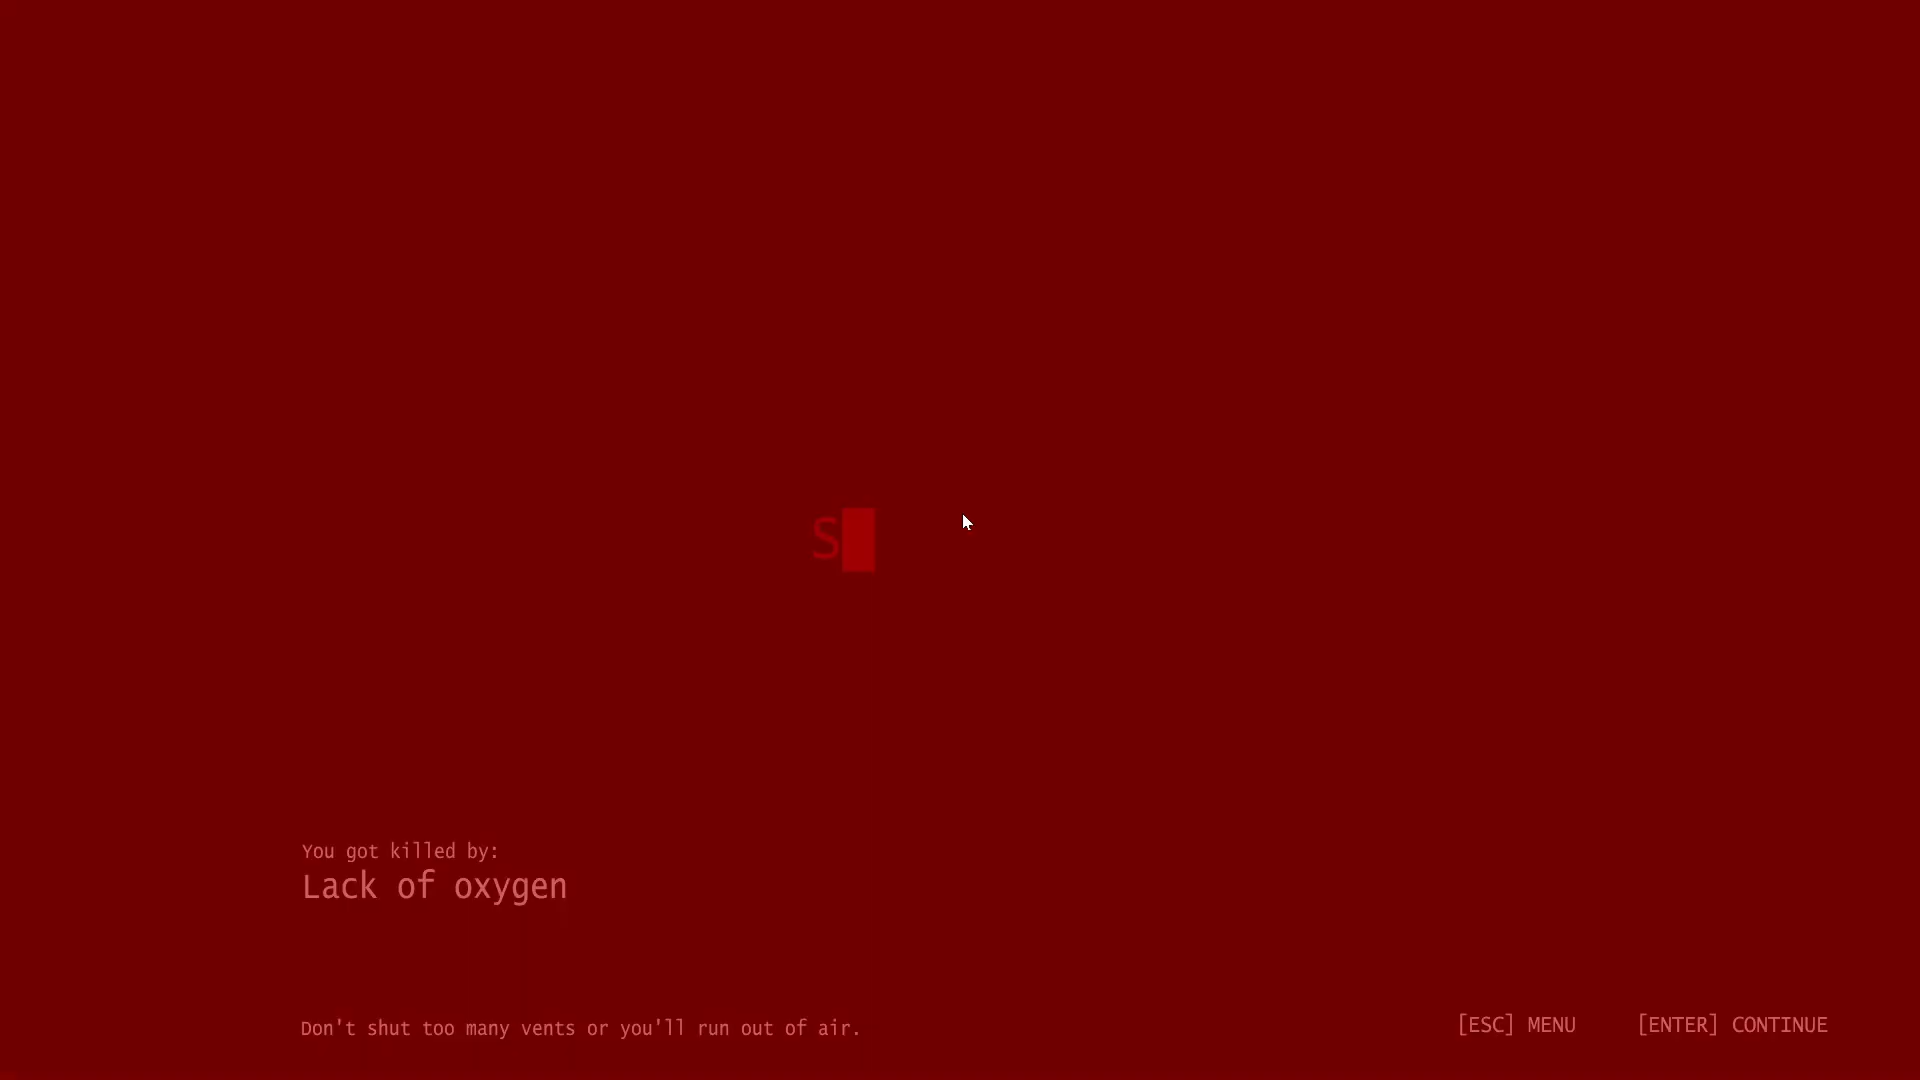 S
You got killed by:
Lack of oxygen
Don't shut too many vents or you'll run out of air.
[ESC] MENU [ENTER] CONTINUE